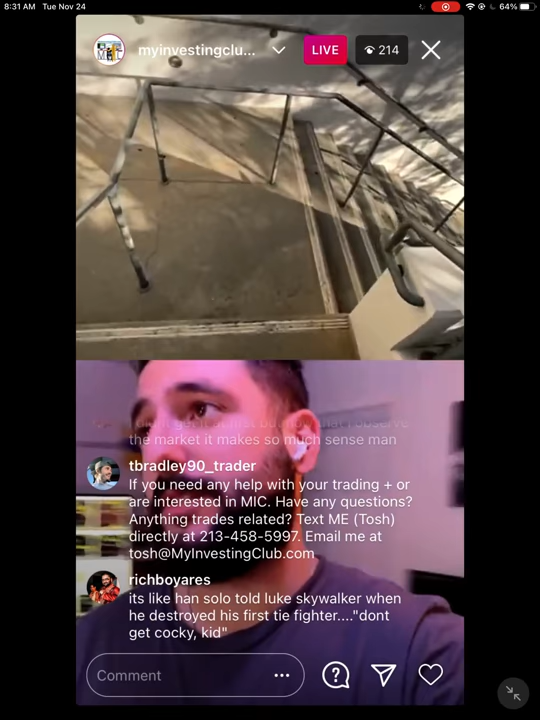 8:31 AM Tue Nov 24
64%
myinvestingclu...
LIVE
214
the market it makes so much sense man
tbradley90_trader
If you need any help with your trading + or
are interested in MIC. Have any questions?
Anything trades related? Text ME (Tosh)
directly at 213-458-5997. Email me at
tosh@MyInvestingClub.com
richboyares
its like han solo told luke skywalker when
he destroyed his first tie fighter...."dont
get cocky, kid"
Comment